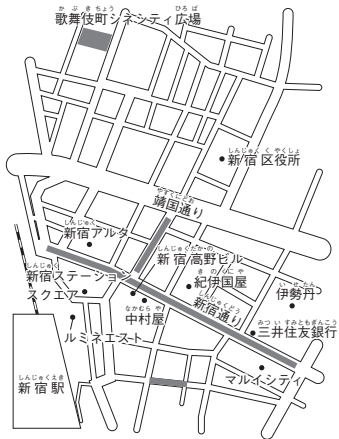 かぶきちょう ひろば
歌舞伎町シネシティ広場
しんじゅくくやくしょ
新宿区役所
やすくにどお
靖国通り
しんじゅく
新宿アルタ
しんじゅくたかの
新宿高野ビル
しんじゅく
新宿ステーション
スクエア
きのくにや
紀伊国屋
いせたん
伊勢丹
しんじゅくどお
新宿通り
なかむらや
中村屋
みついすみともぎんこう
三井住友銀行
ルミネエスト
マルイシティ
しんじゅくえき
新宿駅